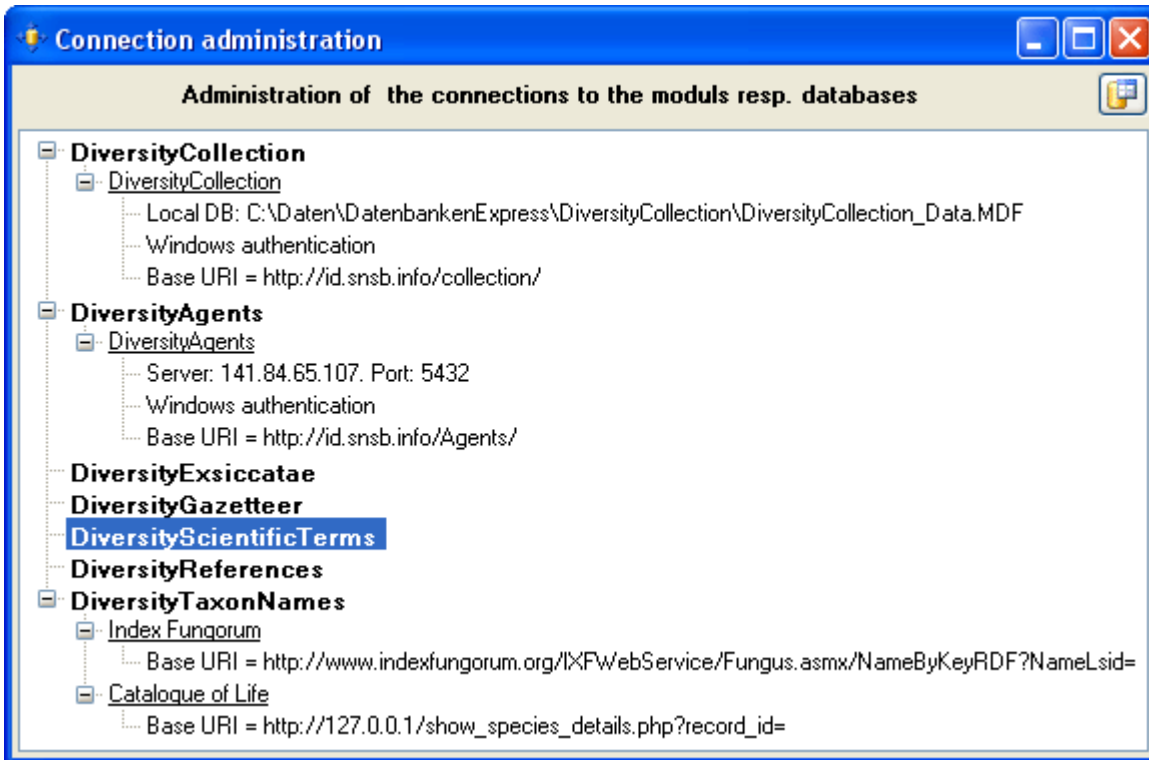 Connection administration
Administration of  the connections to the moduls resp. databases
DiversityCollection
DiversityCollection
Local DB: C:\Daten\DatenbankenExpress\DiversityCollection\DiversityCollection_Data.MDF
Windows authentication
Base URI = http://id.snsb.info/collection/
DiversityAgents
DiversityAgents
Server: 141.84.65.107. Port: 5432
Windows authentication
Base URI = http://id.snsb.info/Agents/
DiversityExsiccatae
DiversityGazetteer
DiversityScientificTerms
DiversityReferences
DiversityTaxonNames
Index Fungorum
Base URI = http://www.indexfungorum.org/IXFWebService/Fungus.asmx/NameByKeyRDF?NameLsid=
Catalogue of Life
Base URI = http://127.0.0.1/show_species_details.php?record_id=